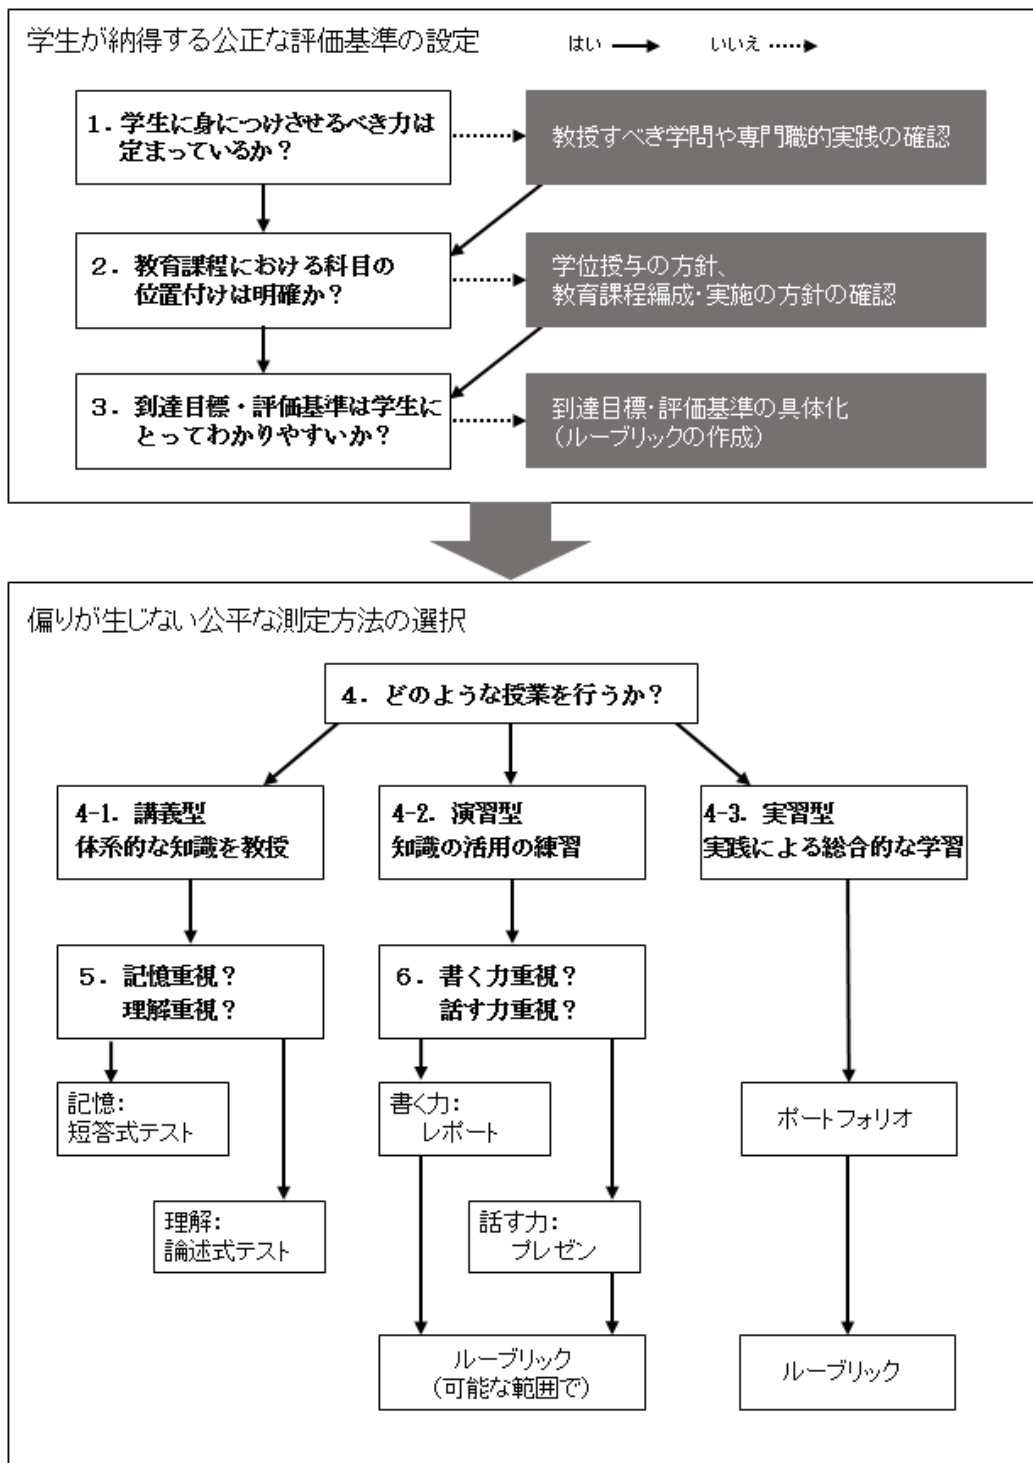 学生が納得する公正な評価基準の設定
はい
いいえ
1．学生に身につけさせるべき力は
定まっているか？
教授すべき学問や専門職的実践の確認
2．教育課程における科目の
位置付けは明確か？
学位授与の方針、
教育課程編成・実施の方針の確認
3．到達目標・評価基準は学生に
とってわかりやすいか？
到達目標・評価基準の具体化
（ルーブリックの作成）
偏りが生じない公平な測定方法の選択
4．どのような授業を行うか？
4-1．講義型
体系的な知識を教授
4-2．演習型
知識の活用の練習
4-3．実習型
実践による総合的な学習
5．記憶重視？
理解重視？
6．書く力重視？
話す力重視？
記憶：
短答式テスト
書く力：
レポート
ポートフォリオ
理解：
論述式テスト
話す力：
プレゼン
ルーブリック
（可能な範囲で）
ルーブリック